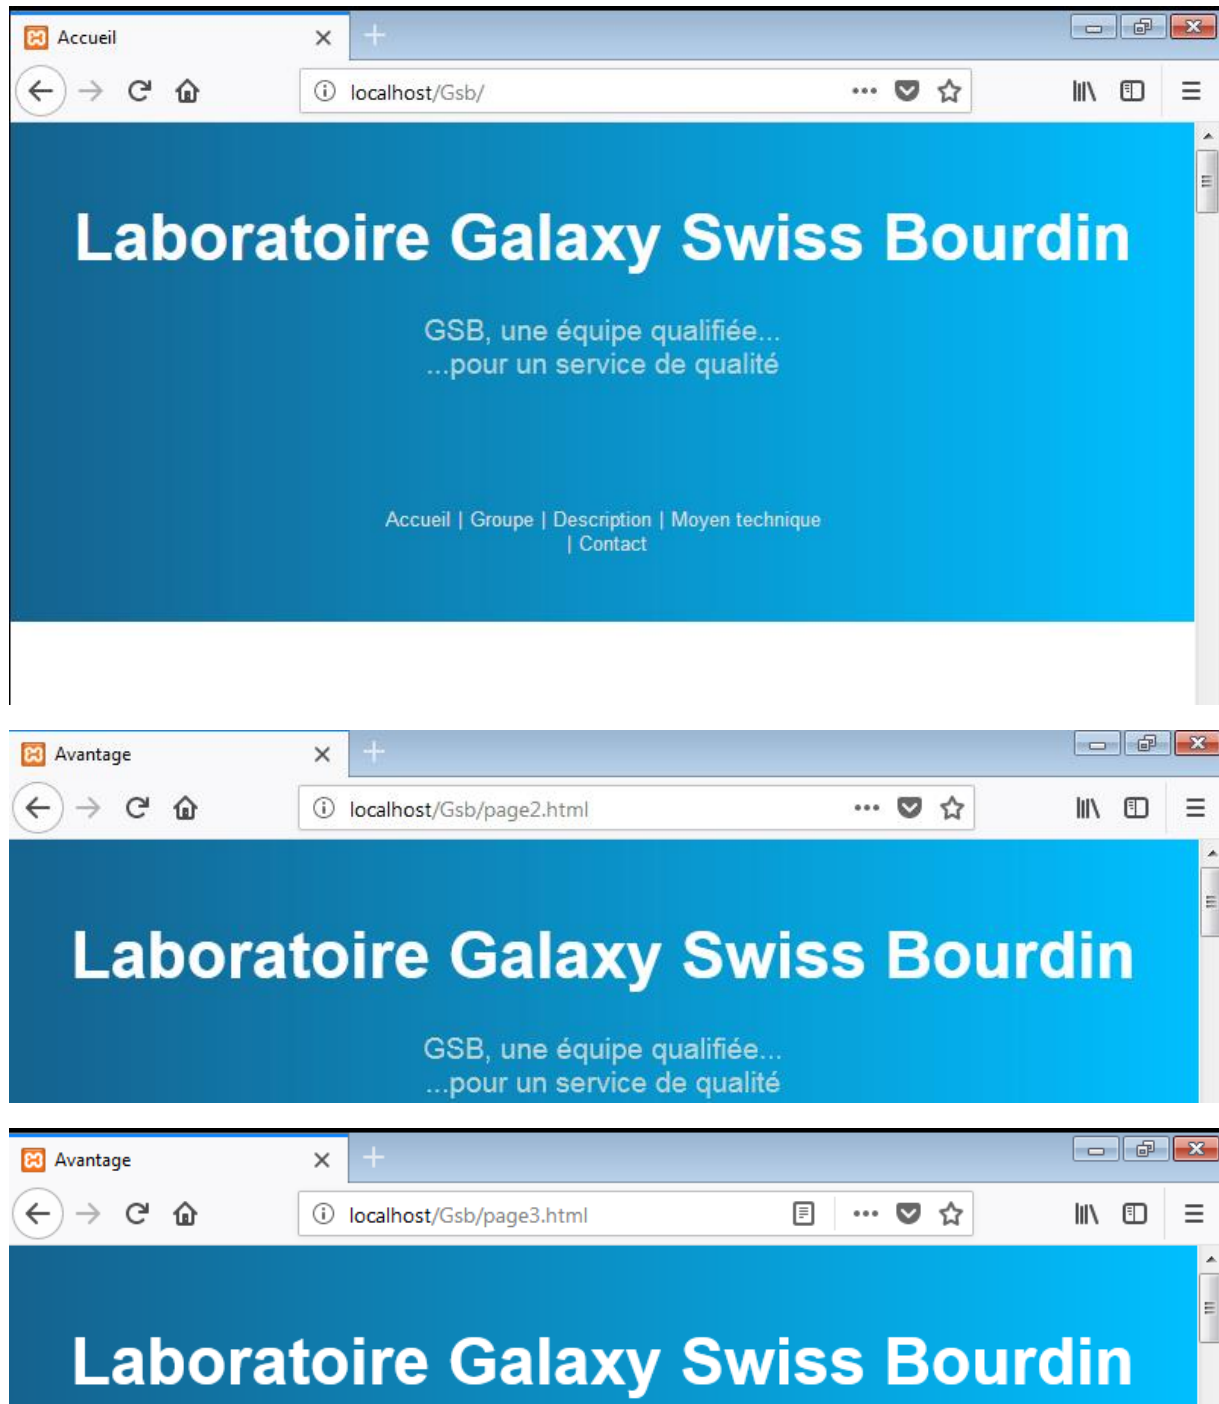 Accueil
localhost/Gsb/
Laboratoire Galaxy Swiss Bourdin
GSB, une équipe qualifiée...
...pour un service de qualité
Accueil | Groupe | Description | Moyen technique
| Contact
Avantage
localhost/Gsb/page2.html
Laboratoire Galaxy Swiss Bourdin
GSB, une équipe qualifiée...
...pour un service de qualité
Avantage
localhost/Gsb/page3.html
Laboratoire Galaxy Swiss Bourdin